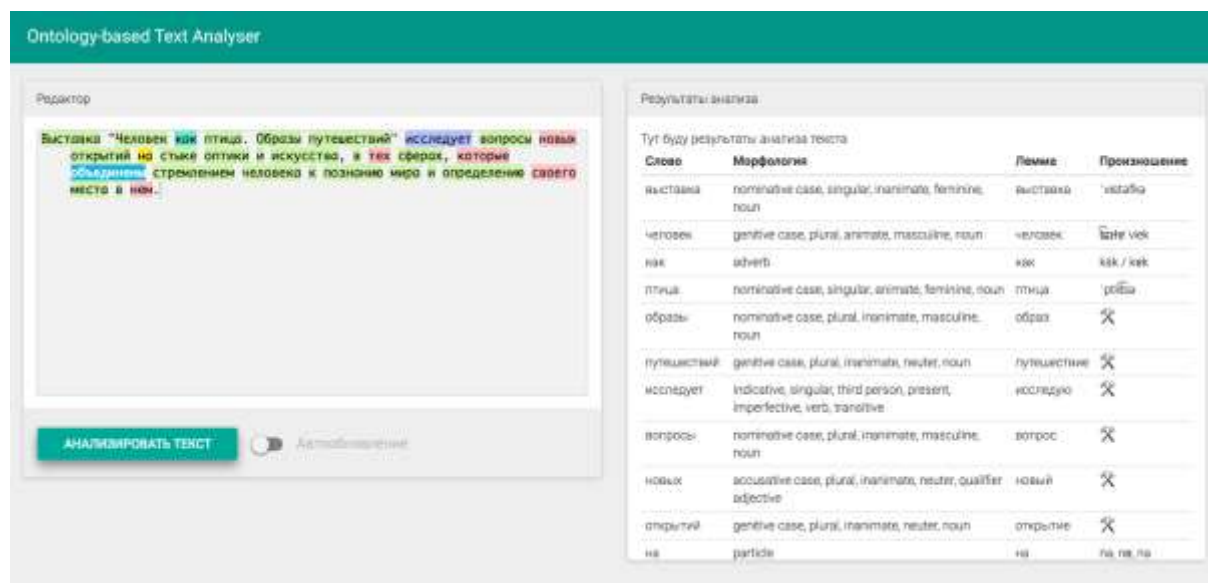 Ontology-based Text Analyser
Редактор
Выставка "Человек как птица. Образы путешествий" исследует вопросы новых
открытий на стыке оптики и искусства, в тех сферах, которые
объединены стремлением человека к познанию мира и определению своего
места в нем.
АНАЛИЗИРОВАТЬ ТЕКСТ
Автообновление
Результаты анализа
Тут буду результаты анализа текста
Слово Морфология Лемма Произношение
выставка nominative case, singular, inanimate, feminine, выставка
noun
человек genitive case, plural, animate, masculine, noun человек
как adverb как kak / kək
птица nominative case, singular, animate, feminine, noun птица
образы nominative case, plural, inanimate, masculine, образ
noun
путешествий genitive case, plural, inanimate, neuter, noun путешествие
исследует indicative, singular, third person, present, исследую
imperfective, verb, transitive
вопросы nominative case, plural, inanimate, masculine, вопрос
noun
новых accusative case, plural, inanimate, neuter, qualifier новый
adjective
открытий genitive case, plural, inanimate, neuter, noun открытие
на particle на